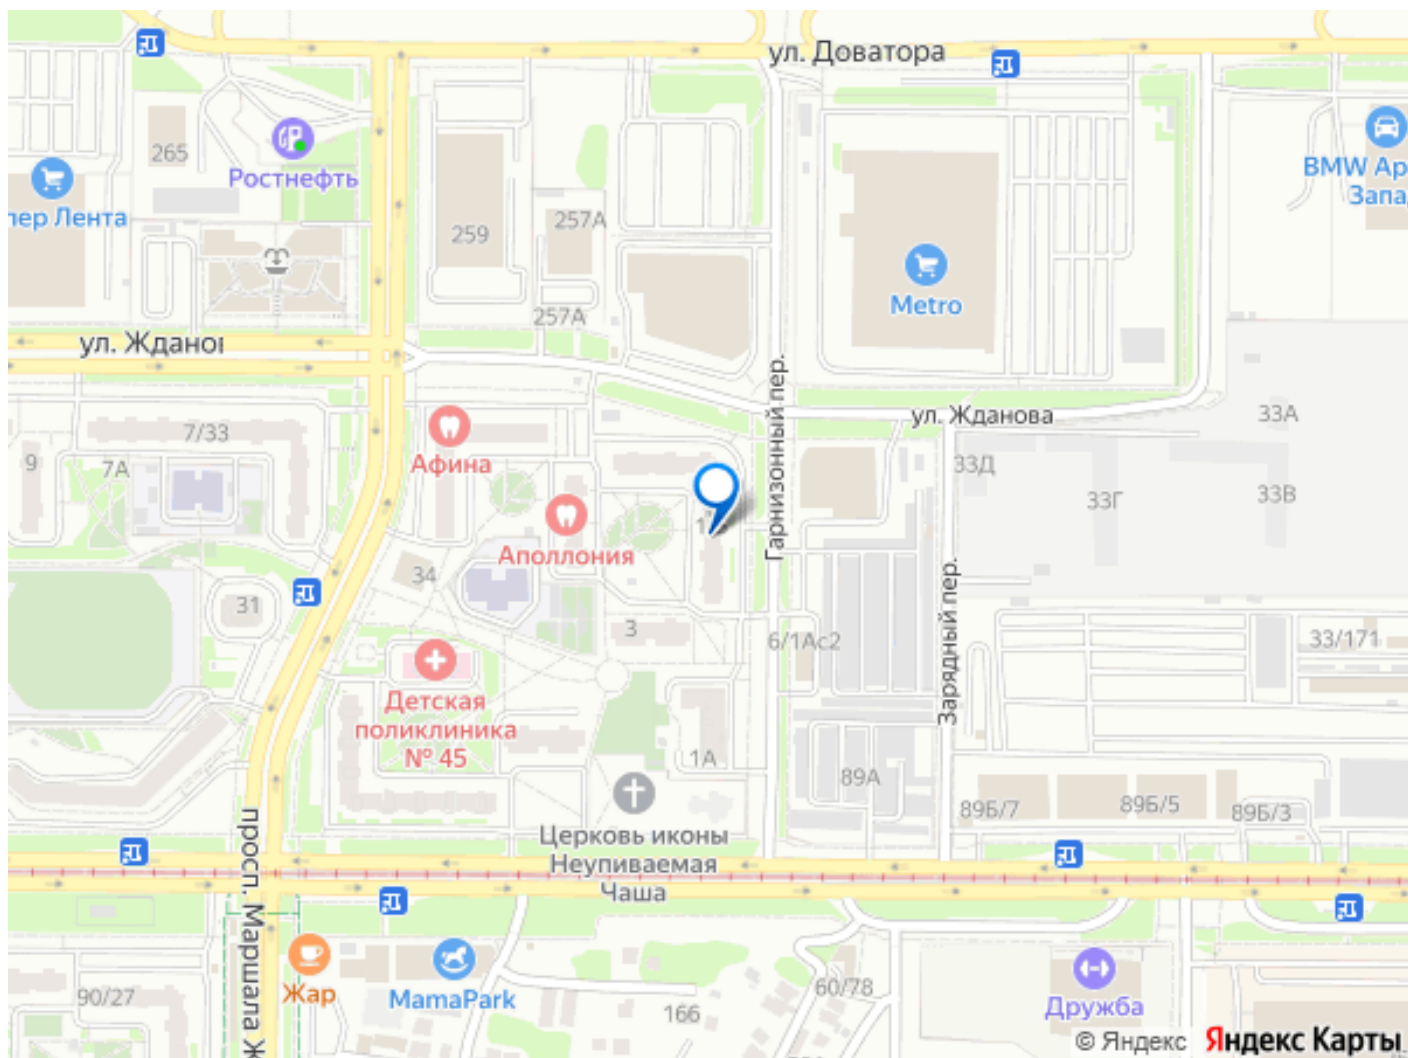 ул. Доватора
265
Ростнефть
BMW Ар
Запа
пер Лента
259
257А
Metro
257А
ул. Ждано
Гарнизонный пер.
ул. Жданова
33А
7/33
Афина
9
7А
33Д
33Г
33В
Аполлония
34
31
3
6/1Ас2
Зарядный пер.
33/171
Детская
поликлиника
№ 45
1А
89А
89Б/7
89Б/5
89Б/3
Церковь иконы
Неупиваемая
Чаша
просп. Маршала Ж
90/27
Жар
MamaPark
166
60/78
Дружба
© Яндекс
Яндекс Карты